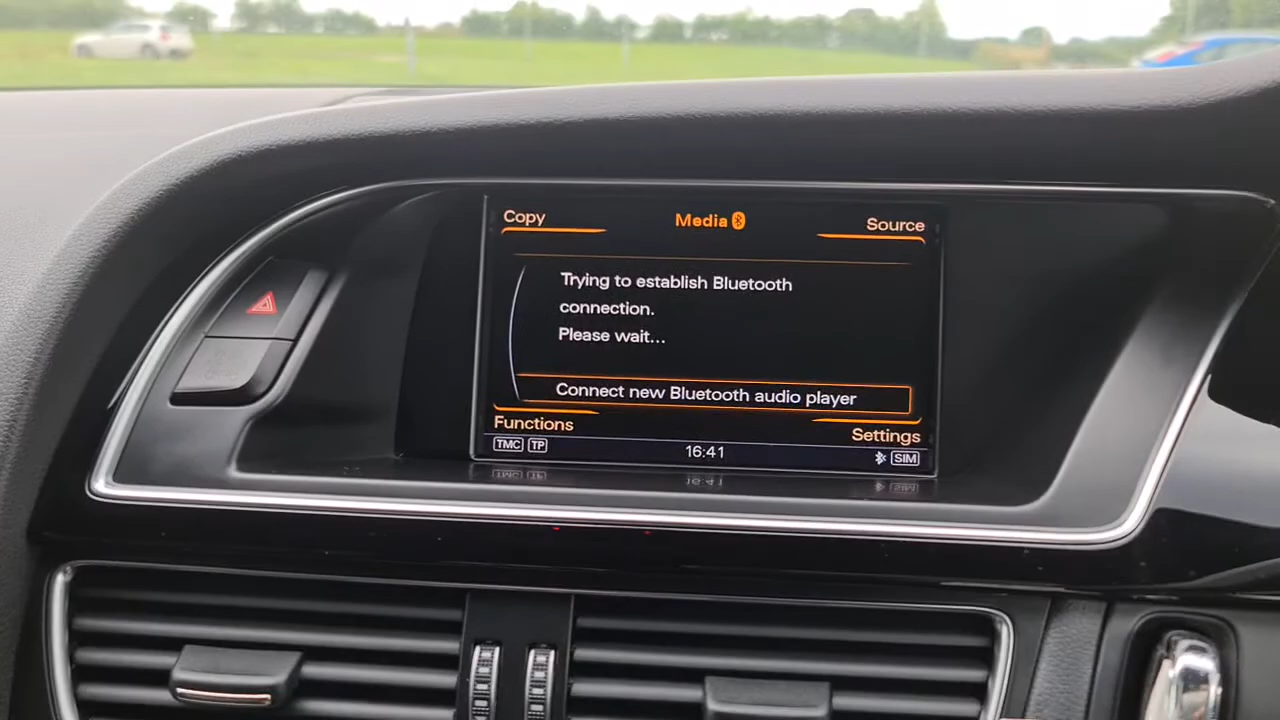 Copy
Media
Source
Trying to establish Bluetooth
connection.
Please wait...
Connect new Bluetooth audio player
Functions
Settings
TMC TP
16:41
SIM